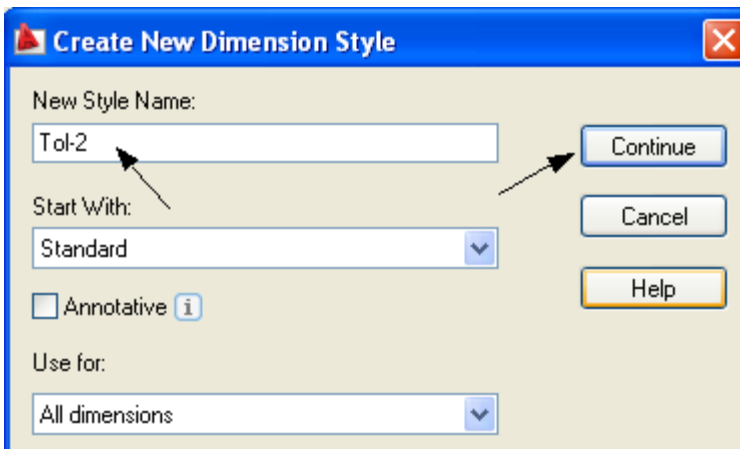 Create New Dimension Style
New Style Name:
Tol-2
Continue
Start With:
Cancel
Standard
Help
Annotative i
Use for:
All dimensions